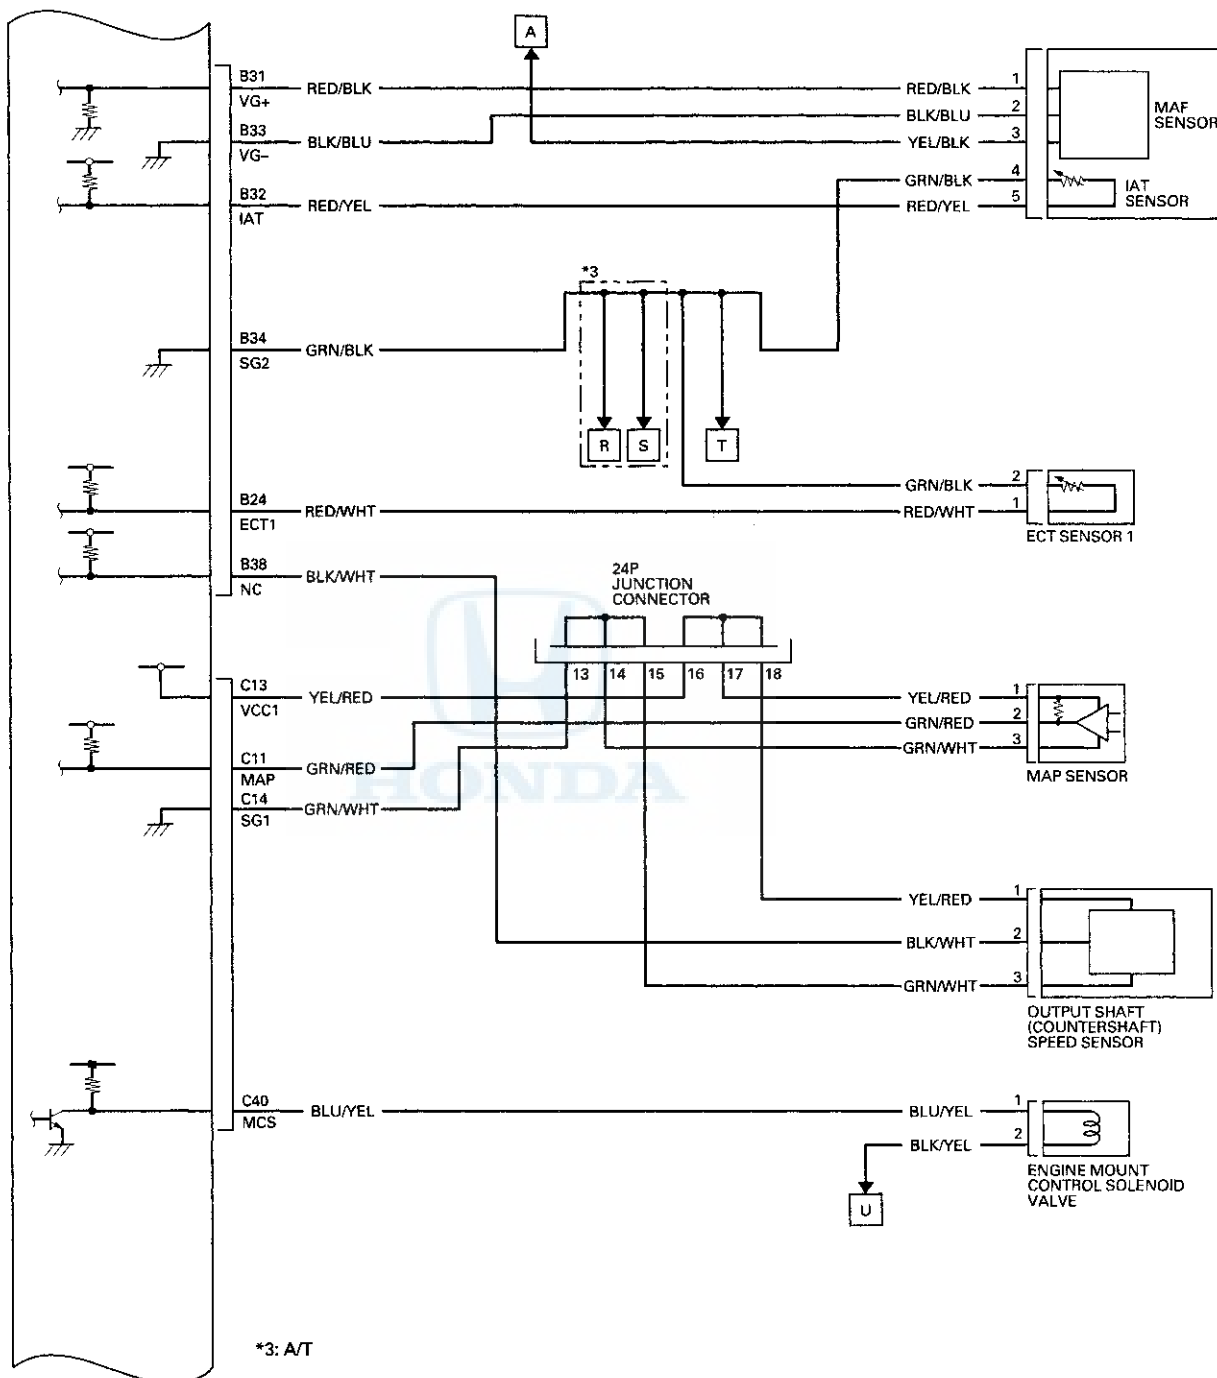 A
B31
VG+
RED/BLK
RED/BLK
1
MAF
SENSOR
B33
VG–
BLK/BLU
BLK/BLU
2
YEL/BLK
3
B32
IAT
RED/YEL
GRN/BLK
4
RED/YEL
5
IAT
SENSOR
*3
B34
SG2
GRN/BLK
R
S
T
B24
ECT1
RED/WHT
GRN/BLK
2
RED/WHT
1
ECT SENSOR 1
B38
NC
BLK/WHT
24P
JUNCTION
CONNECTOR
13
14
15
16
17
18
C13
VCC1
YEL/RED
YEL/RED
1
GRN/RED
2
GRN/WHT
3
MAP SENSOR
C11
MAP
GRN/RED
C14
SG1
GRN/WHT
HONDA
YEL/RED
1
BLK/WHT
2
GRN/WHT
3
OUTPUT SHAFT
(COUNTERSHAFT)
SPEED SENSOR
C40
MCS
BLU/YEL
BLU/YEL
1
BLK/YEL
2
ENGINE MOUNT
CONTROL SOLENOID
VALVE
U
*3: A/T